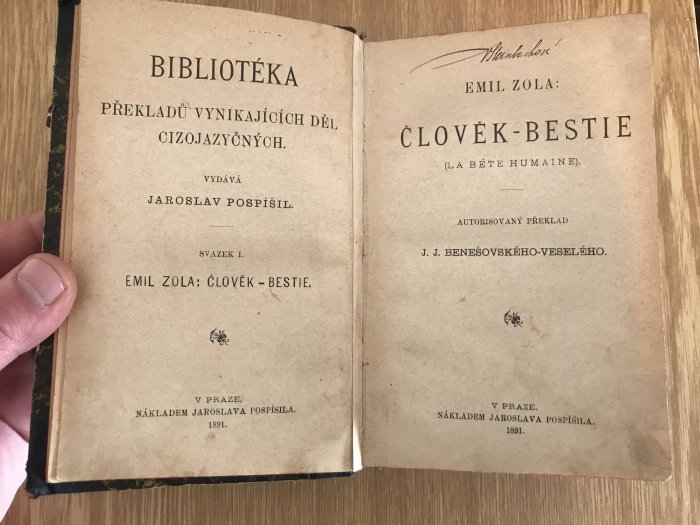 BIBLIOTÉKA
PŘEKLADŮ VYNIKAJÍCÍCH DĚL
CIZOJAZYČNÝCH.
VYDÁVÁ
JAROSLAV POSPÍŠIL.
SVAZEK I.
EMIL ZOLA: ČLOVĚK – BESTIE.
V PRAZE.
NÁKLADEM JAROSLAVA POSPÍŠILA.
1891.
EMIL ZOLA:
ČLOVĚK-BESTIE
(LA BÉTE HUMAINE).
AUTORISOVANÝ PŘEKLAD
J. J. BENEŠOVSKÉHO-VESELÉHO.
V PRAZE.
NÁKLADEM JAROSLAVA POSPÍŠILA.
1891.